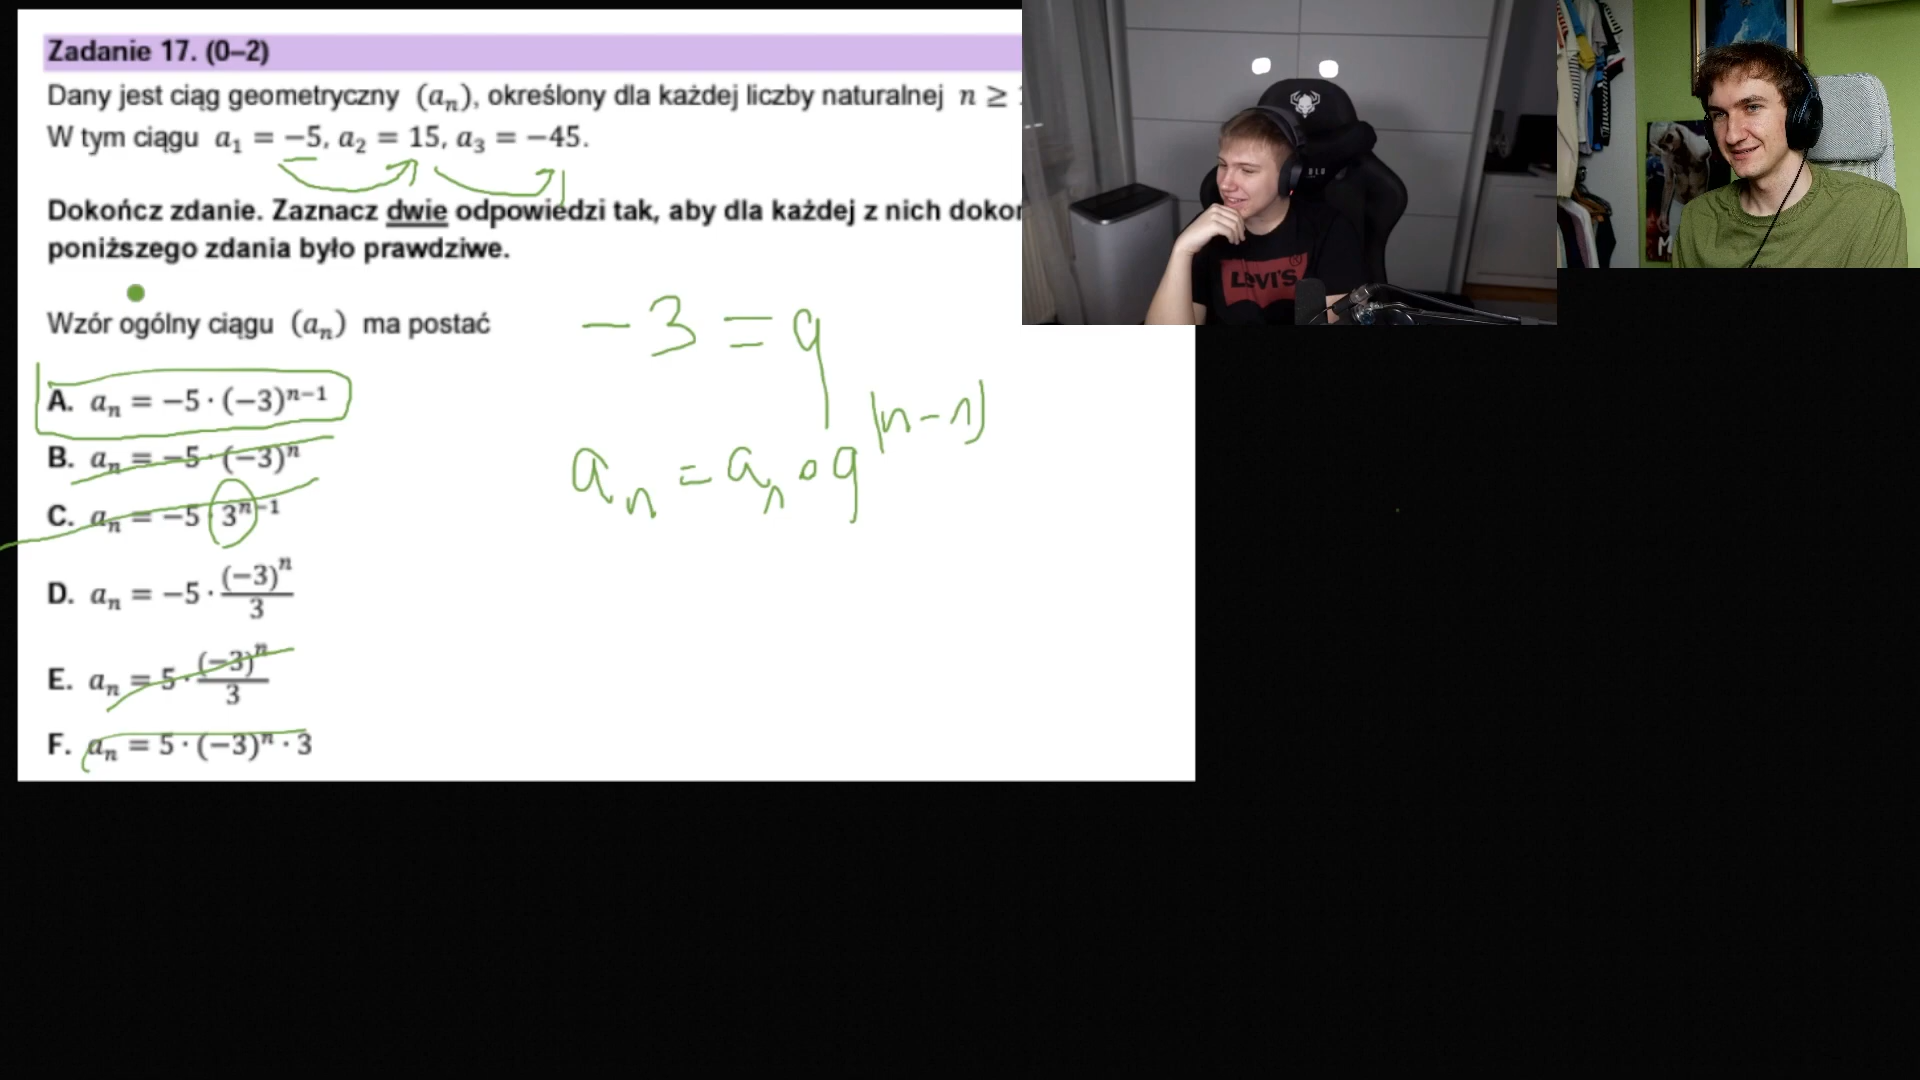 Zadanie 17. (0–2)
Dany jest ciąg geometryczny (aₙ), określony dla każdej liczby naturalnej n ≥
W tym ciągu a₁ = −5, a₂ = 15, a₃ = −45.
Dokończ zdanie. Zaznacz dwie odpowiedzi tak, aby dla każdej z nich dokoń
poniższego zdania było prawdziwe.
Wzór ogólny ciągu (aₙ) ma postać
−3 = q
A. aₙ = −5 · (−3)ⁿ⁻¹
B. aₙ = −5 · (−3)ⁿ
aₙ = a₁ · q⁽ⁿ⁻¹⁾
C. aₙ = −5 · 3ⁿ⁻¹
D. aₙ = −5 · (−3)ⁿ/3
E. aₙ = 5 · (−3)ⁿ/3
F. aₙ = 5 · (−3)ⁿ · 3
LEVI'S